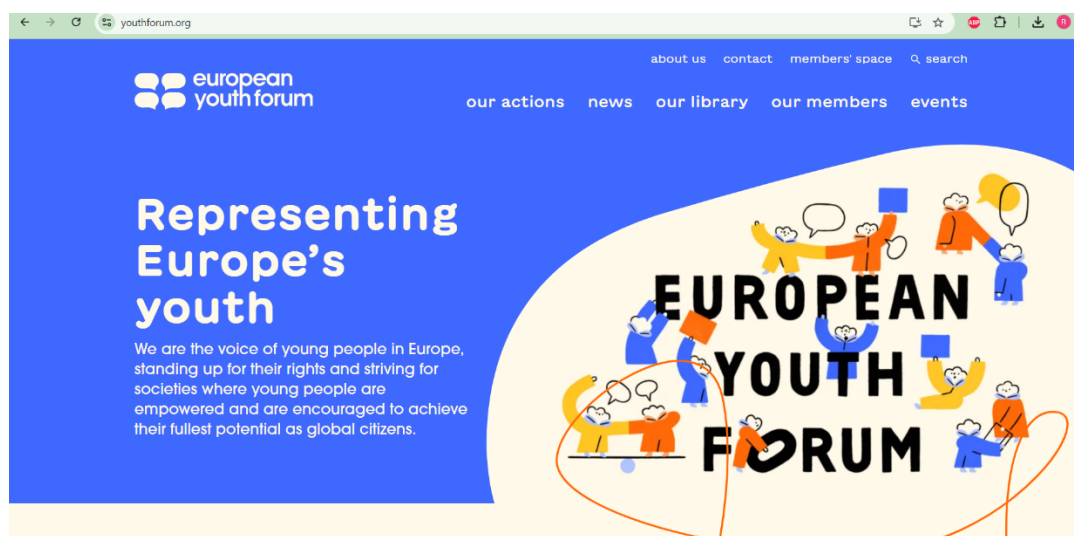 youthforum.org
ABP
R
about us contact members' space search
european
youth forum
our actions news our library our members events
Representing
Europe's
youth
We are the voice of young people in Europe,
standing up for their rights and striving for
societies where young people are
empowered and are encouraged to achieve
their fullest potential as global citizens.
EUROPEAN
YOUTH
FORUM